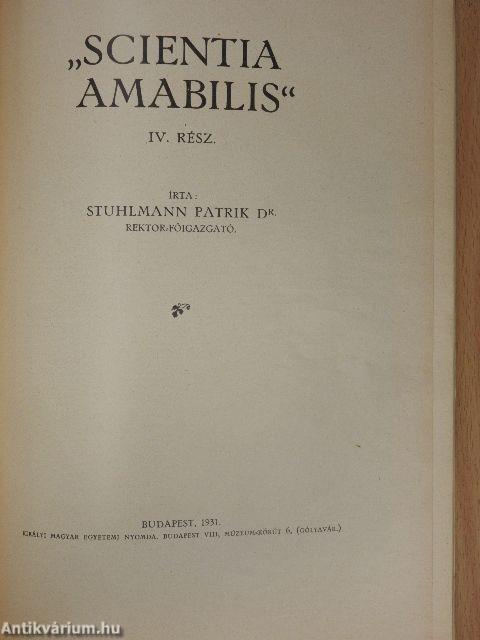 „SCIENTIA
AMABILIS“
IV. RÉSZ.
ÍRTA:
STUHLMANN PATRIK DR.
REKTOR-FŐIGAZGATÓ.
BUDAPEST, 1931.
KIRÁLYI MAGYAR EGYETEMI NYOMDA, BUDAPEST VIII, MÚZEUM-KÖRÚT 6, (GÓLYAVÁR.)
Antikvárium.hu